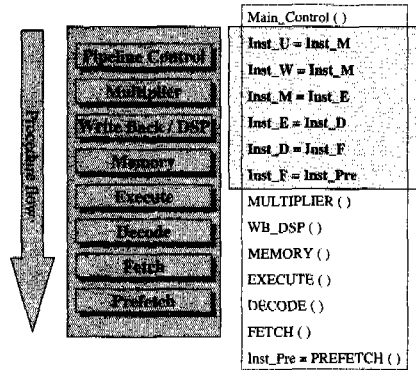 Procedure flow
Pipeline Control
Multiplier
Write Back / DSP
Memory
Execute
Decode
Fetch
Prefetch
Main_Control ( )
Inst_U = Inst_M
Inst_W = Inst_M
Inst_M = Inst_E
Inst_E = Inst_D
Inst_D = Inst_F
Inst_F = Inst_Pre
MULTIPLIER ( )
WB_DSP ( )
MEMORY ( )
EXECUTE ( )
DECODE ( )
FETCH ( )
Inst_Pre = PREFETCH ( )